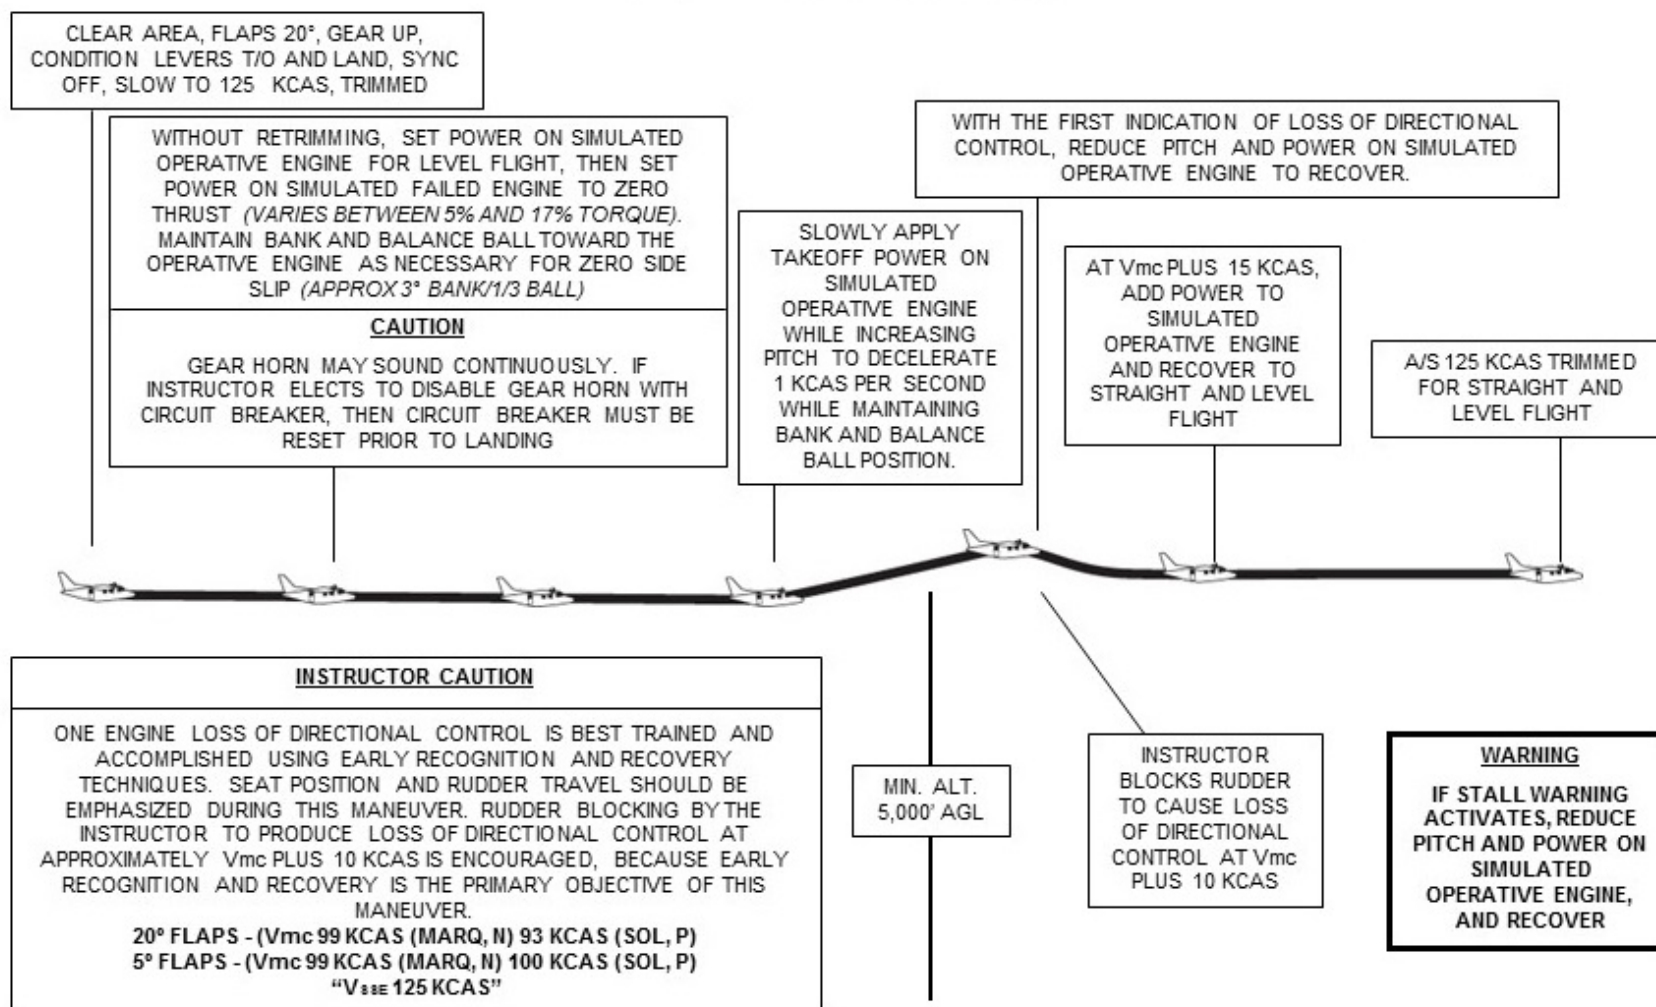 CLEAR AREA, FLAPS 20°, GEAR UP,
CONDITION LEVERS T/O AND LAND, SYNC
OFF, SLOW TO 125 KCAS, TRIMMED
WITHOUT RETRIMMING, SET POWER ON SIMULATED
OPERATIVE ENGINE FOR LEVEL FLIGHT, THEN SET
POWER ON SIMULATED FAILED ENGINE TO ZERO
THRUST (VARIES BETWEEN 5% AND 17% TORQUE).
MAINTAIN BANK AND BALANCE BALL TOWARD THE
OPERATIVE ENGINE AS NECESSARY FOR ZERO SIDE
SLIP (APPROX 3° BANK/1/3 BALL)
CAUTION
GEAR HORN MAY SOUND CONTINUOUSLY. IF
INSTRUCTOR ELECTS TO DISABLE GEAR HORN WITH
CIRCUIT BREAKER, THEN CIRCUIT BREAKER MUST BE
RESET PRIOR TO LANDING
SLOWLY APPLY
TAKEOFF POWER ON
SIMULATED
OPERATIVE ENGINE
WHILE INCREASING
PITCH TO DECELERATE
1 KCAS PER SECOND
WHILE MAINTAINING
BANK AND BALANCE
BALL POSITION.
WITH THE FIRST INDICATION OF LOSS OF DIRECTIONAL
CONTROL, REDUCE PITCH AND POWER ON SIMULATED
OPERATIVE ENGINE TO RECOVER.
AT Vmc PLUS 15 KCAS,
ADD POWER TO
SIMULATED
OPERATIVE ENGINE
AND RECOVER TO
STRAIGHT AND LEVEL
FLIGHT
A/S 125 KCAS TRIMMED
FOR STRAIGHT AND
LEVEL FLIGHT
INSTRUCTOR CAUTION
ONE ENGINE LOSS OF DIRECTIONAL CONTROL IS BEST TRAINED AND
ACCOMPLISHED USING EARLY RECOGNITION AND RECOVERY
TECHNIQUES. SEAT POSITION AND RUDDER TRAVEL SHOULD BE
EMPHASIZED DURING THIS MANEUVER. RUDDER BLOCKING BY THE
INSTRUCTOR TO PRODUCE LOSS OF DIRECTIONAL CONTROL AT
APPROXIMATELY Vmc PLUS 10 KCAS IS ENCOURAGED, BECAUSE EARLY
RECOGNITION AND RECOVERY IS THE PRIMARY OBJECTIVE OF THIS
MANEUVER.
20º FLAPS - (Vmc 99 KCAS (MARQ, N) 93 KCAS (SOL, P)
5º FLAPS - (Vmc 99 KCAS (MARQ, N) 100 KCAS (SOL, P)
“VSSE 125 KCAS”
MIN. ALT.
5,000’ AGL
INSTRUCTOR
BLOCKS RUDDER
TO CAUSE LOSS
OF DIRECTIONAL
CONTROL AT Vmc
PLUS 10 KCAS
WARNING
IF STALL WARNING
ACTIVATES, REDUCE
PITCH AND POWER ON
SIMULATED
OPERATIVE ENGINE,
AND RECOVER